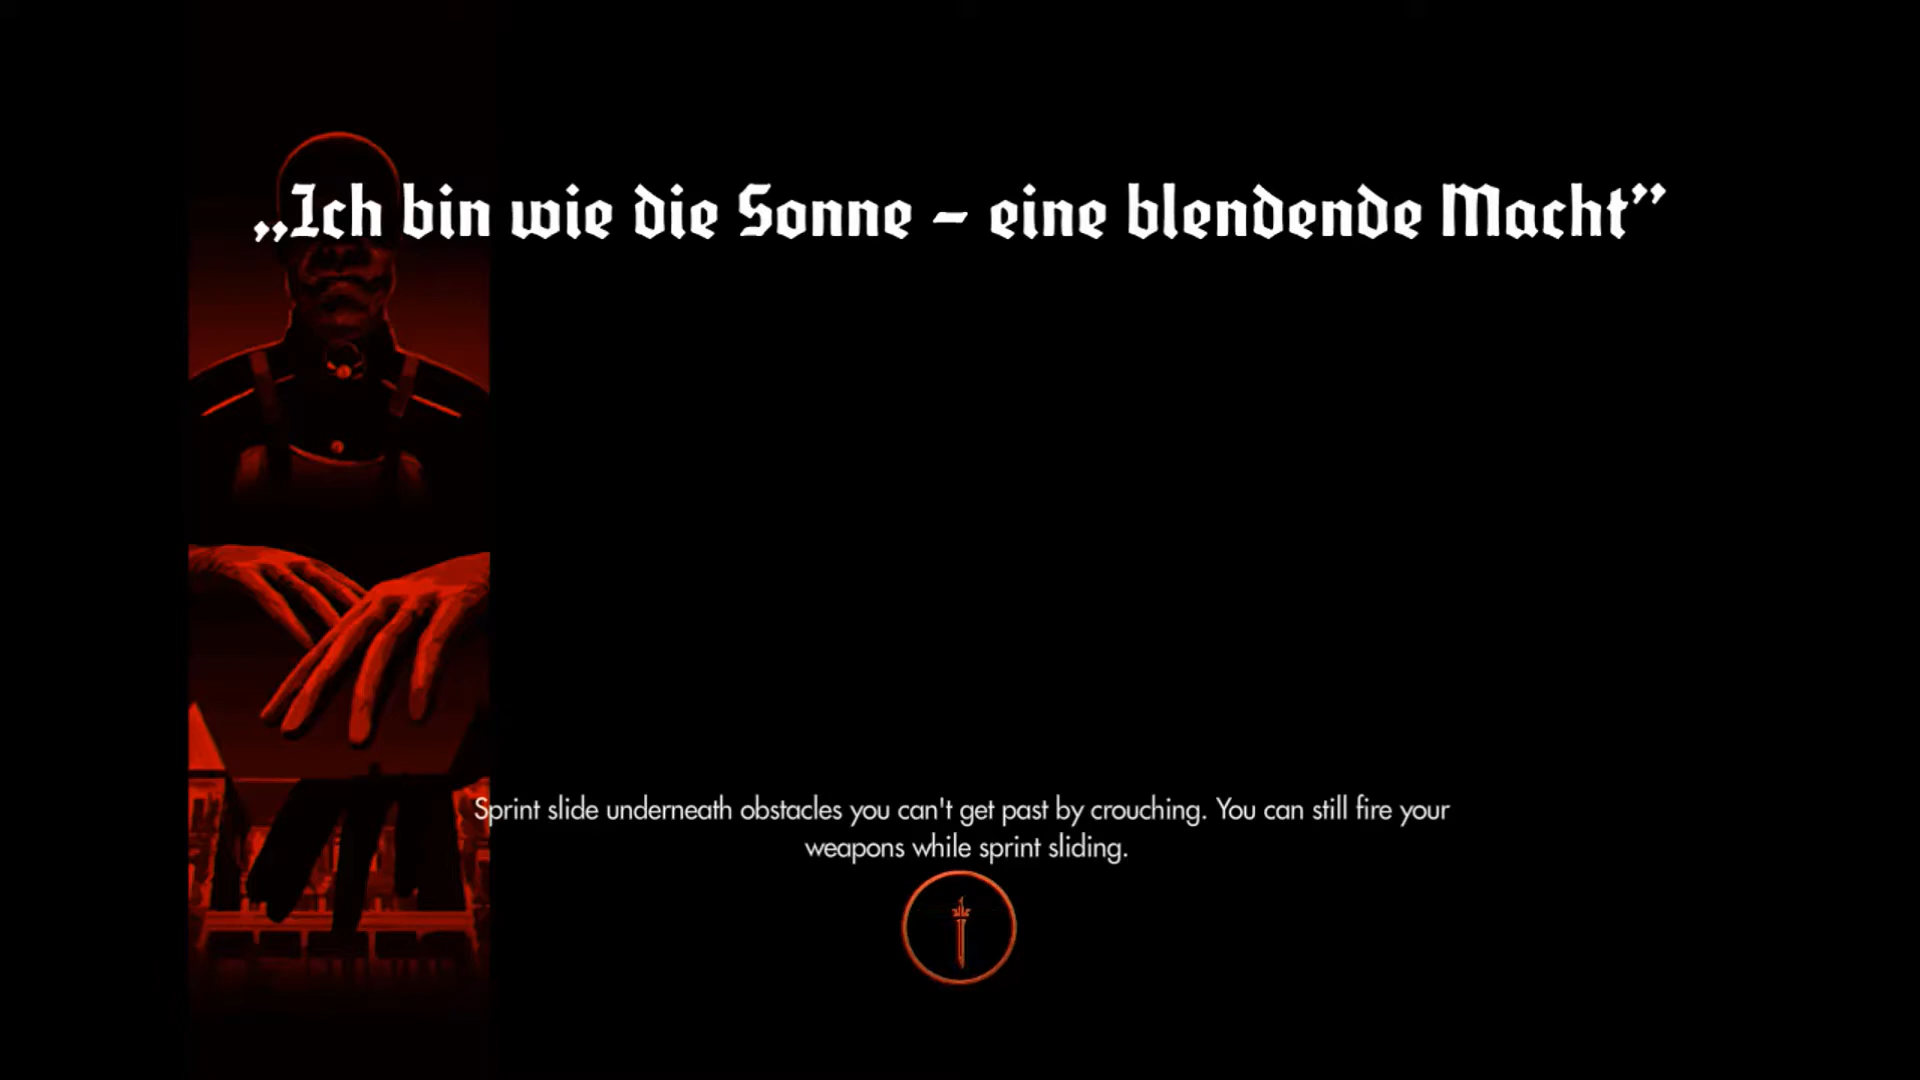 „Ich bin wie die Sonne – eine blendende Macht”
Sprint slide underneath obstacles you can't get past by crouching. You can still fire your
weapons while sprint sliding.